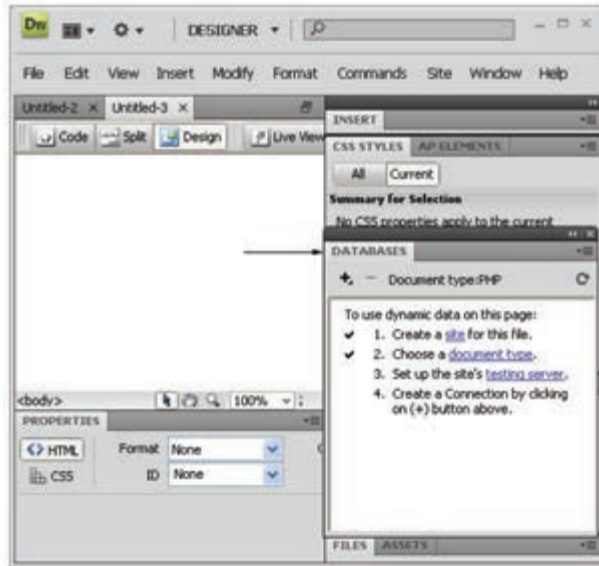 Dw DESIGNER
File Edit View Insert Modify Format Commands Site Window Help
Untitled-2 × Untitled-3 ×
Code Split Design Live View
INSERT
CSS STYLES AP ELEMENTS
All Current
Summary for Selection
No CSS properties apply to the current
DATABASES
Document type:PHP
To use dynamic data on this page:
1. Create a site for this file.
2. Choose a document type.
3. Set up the site's testing server.
4. Create a Connection by clicking
on (+) button above.
<body> 100%
PROPERTIES
<> HTML Format None
CSS ID None
FILES ASSETS